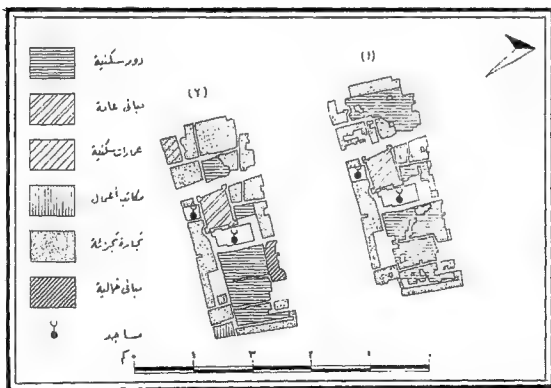 (١)
(٢)
دور سكنية
مباني عامة
عمارات سكنية
مكاتب أعمال
تجارة تجزئة
مباني خالية
مساجد